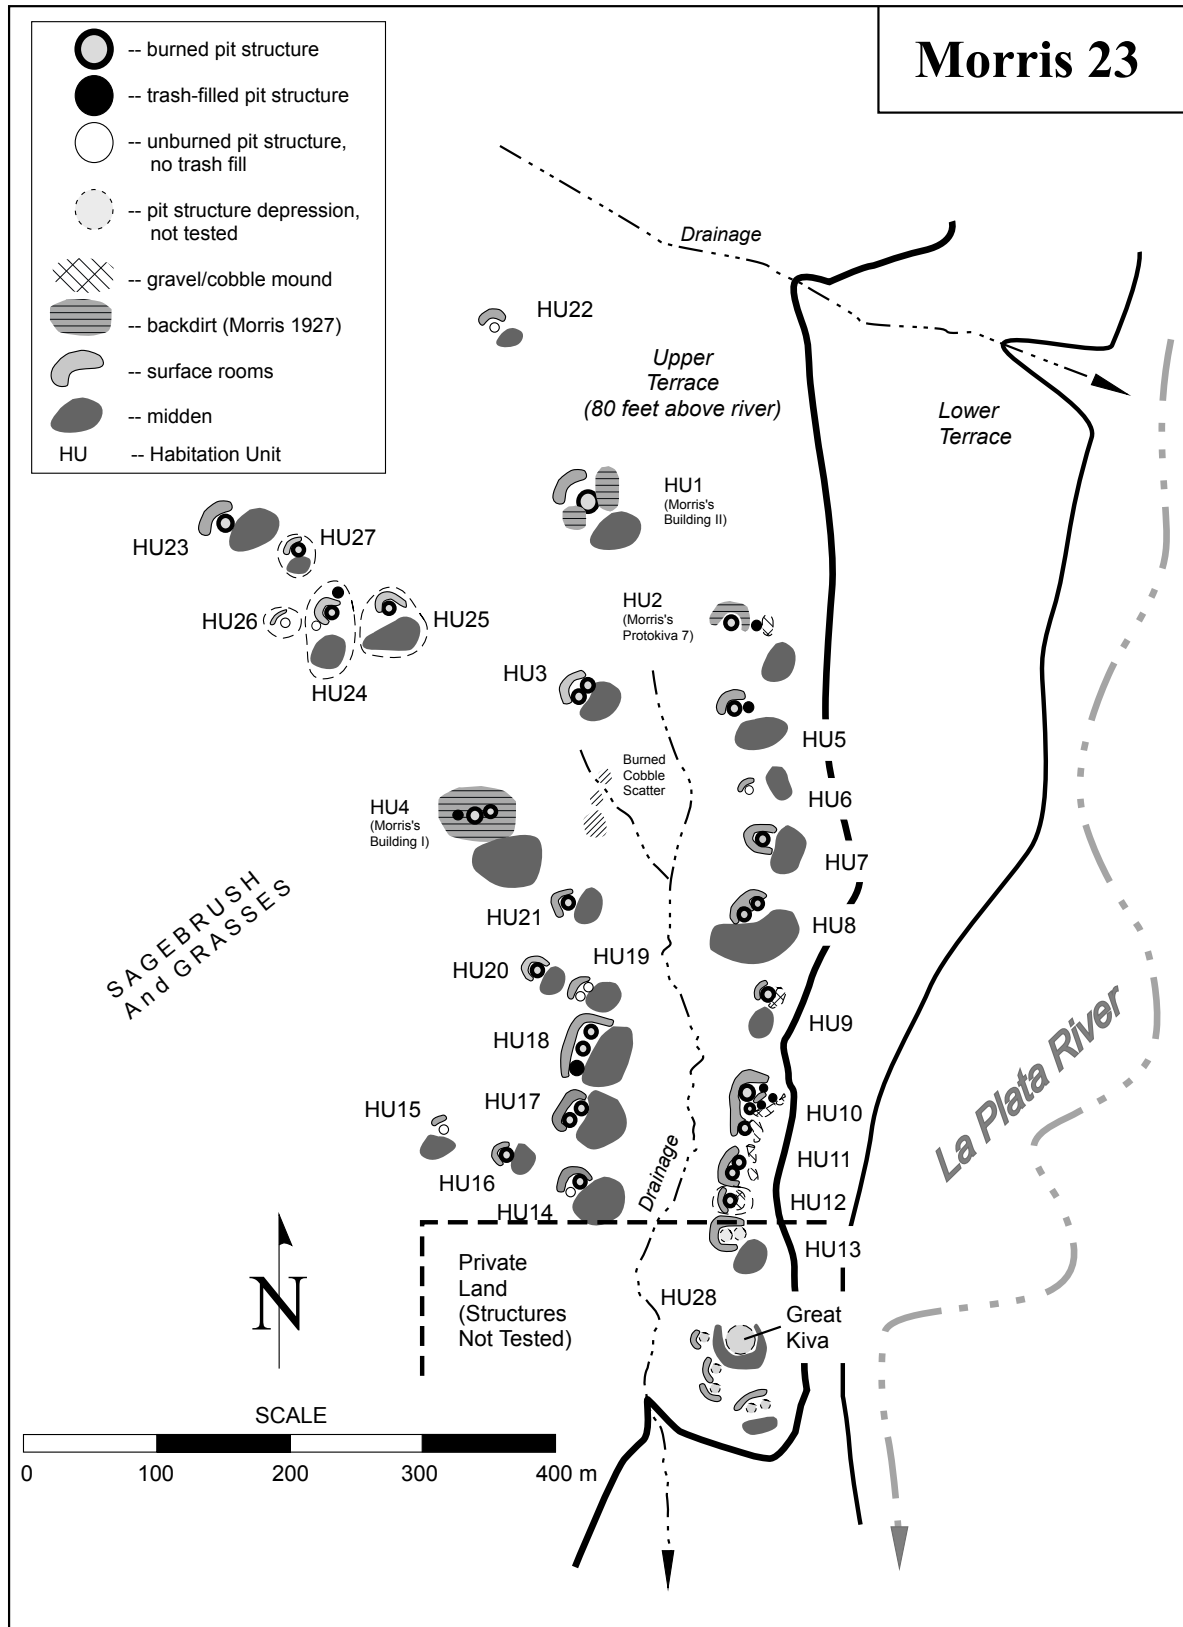 Morris 23
-- burned pit structure
-- trash-filled pit structure
-- unburned pit structure,
no trash fill
-- pit structure depression,
not tested
-- gravel/cobble mound
-- backdirt (Morris 1927)
-- surface rooms
-- midden
HU -- Habitation Unit
Drainage
HU22
Upper
Terrace
(80 feet above river)
Lower
Terrace
HU1
(Morris's
Building II)
HU23
HU27
HU2
(Morris's
Protokiva 7)
HU26
HU25
HU24
HU3
HU5
Burned
Cobble
Scatter
HU6
HU4
(Morris's
Building I)
HU7
SAGEBRUSH
And GRASSES
HU21
HU8
HU19
HU20
HU9
HU18
La Plata River
HU15
HU17
HU10
Drainage
HU11
HU16
HU12
HU14
HU13
N
Private
Land
(Structures
Not Tested)
HU28
Great
Kiva
SCALE
0 100 200 300 400 m